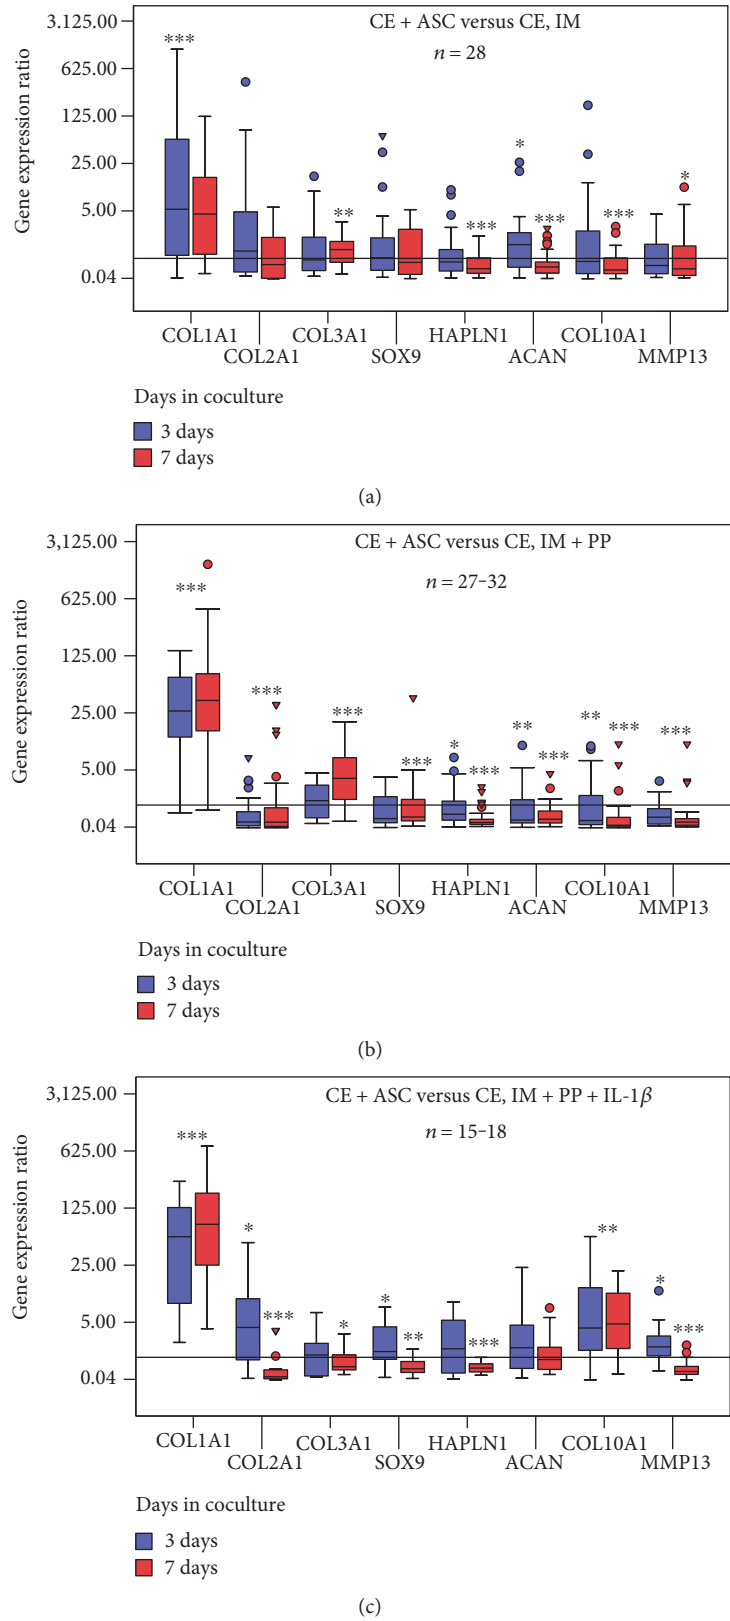 CE + ASC versus CE, IM
n = 28
Gene expression ratio
3.125.00
625.00
125.00
25.00
5.00
0.04
***
*
**
***
***
***
*
COL1A1 COL3A1 HAPLN1 COL10A1
COL2A1 SOX9 ACAN MMP13
Days in coculture
3 days
7 days
(a)
CE + ASC versus CE, IM + PP
n = 27-32
Gene expression ratio
3,125.00
625.00
125.00
25.00
5.00
0.04
***
***
***
***
*
***
**
***
**
***
***
COL1A1 COL3A1 HAPLN1 COL10A1
COL2A1 SOX9 ACAN MMP13
Days in coculture
3 days
7 days
(b)
CE + ASC versus CE, IM + PP + IL-1β
n = 15–18
Gene expression ratio
3,125.00
625.00
125.00
25.00
5.00
0.04
***
*
***
*
*
**
***
**
*
***
COL1A1 COL3A1 HAPLN1 COL10A1
COL2A1 SOX9 ACAN MMP13
Days in coculture
3 days
7 days
(c)